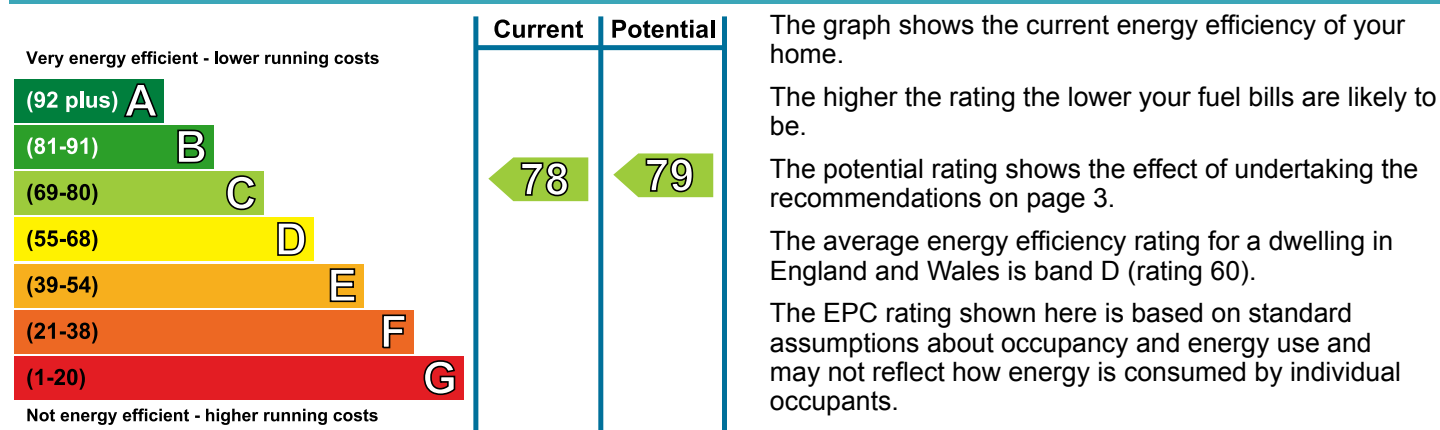 Current Potential
Very energy efficient - lower running costs
(92 plus) A
(81-91) B
(69-80) C
(55-68) D
(39-54) E
(21-38) F
(1-20) G
Not energy efficient - higher running costs
78
79
The graph shows the current energy efficiency of your
home.
The higher the rating the lower your fuel bills are likely to
be.
The potential rating shows the effect of undertaking the
recommendations on page 3.
The average energy efficiency rating for a dwelling in
England and Wales is band D (rating 60).
The EPC rating shown here is based on standard
assumptions about occupancy and energy use and
may not reflect how energy is consumed by individual
occupants.